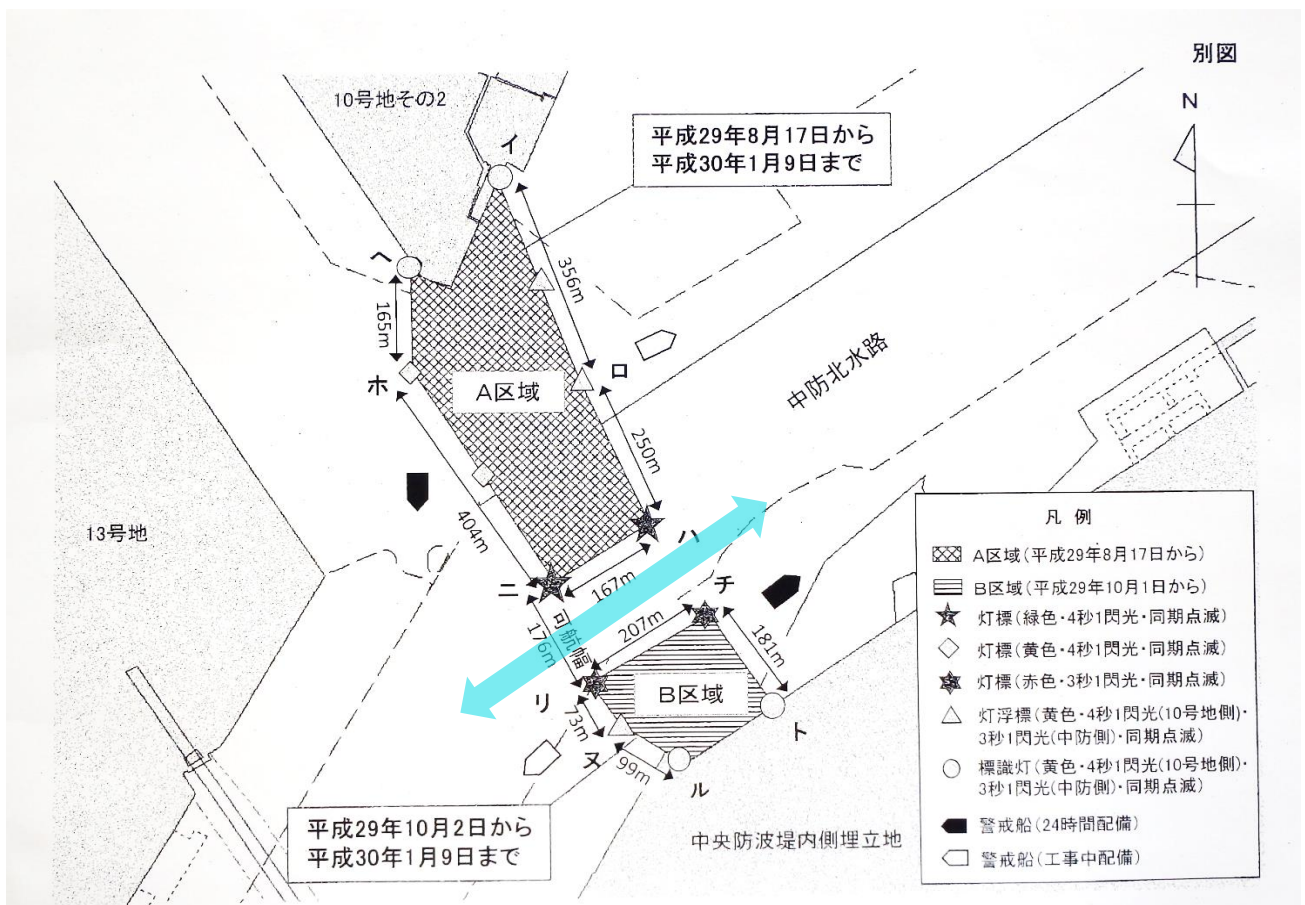 別図
N
10号地その2
イ
平成29年8月17日から
平成30年1月9日まで
ヘ
165m
356m
ホ
A区域
ロ
250m
中防北水路
404m
13号地
ハ
ニ
167m
チ
可航幅
176m
207m
181m
リ
B区域
ト
73m
ヌ
99m
ル
平成29年10月2日から
平成30年1月9日まで
中央防波堤内側埋立地
凡例
A区域(平成29年8月17日から)
B区域(平成29年10月1日から)
灯標(緑色・4秒1閃光・同期点滅)
灯標(黄色・4秒1閃光・同期点滅)
灯標(赤色・3秒1閃光・同期点滅)
灯浮標(黄色・4秒1閃光(10号地側)・
3秒1閃光(中防側)・同期点滅)
標識灯(黄色・4秒1閃光(10号地側)・
3秒1閃光(中防側)・同期点滅)
警戒船(24時間配備)
警戒船(工事中配備)